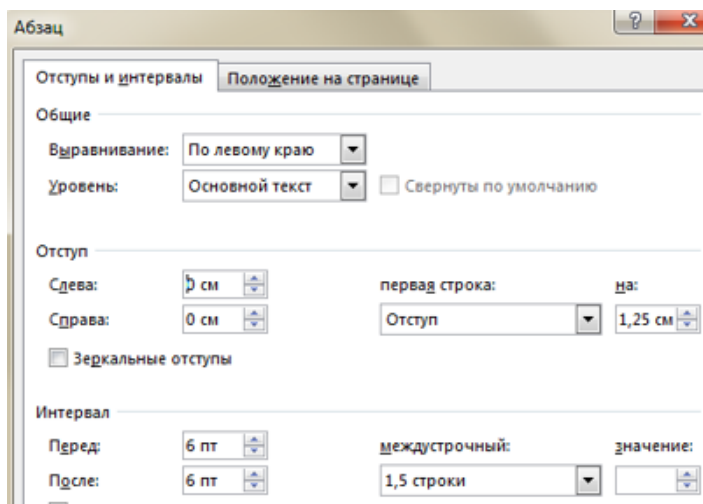 Абзац
Отступы и интервалы Положение на странице
Общие
Выравнивание: По левому краю
Уровень: Основной текст Свернуты по умолчанию
Отступ
Слева: 0 см первая строка: на:
Справа: 0 см Отступ 1,25 см
Зеркальные отступы
Интервал
Перед: 6 пт междустрочный: значение:
После: 6 пт 1,5 строки